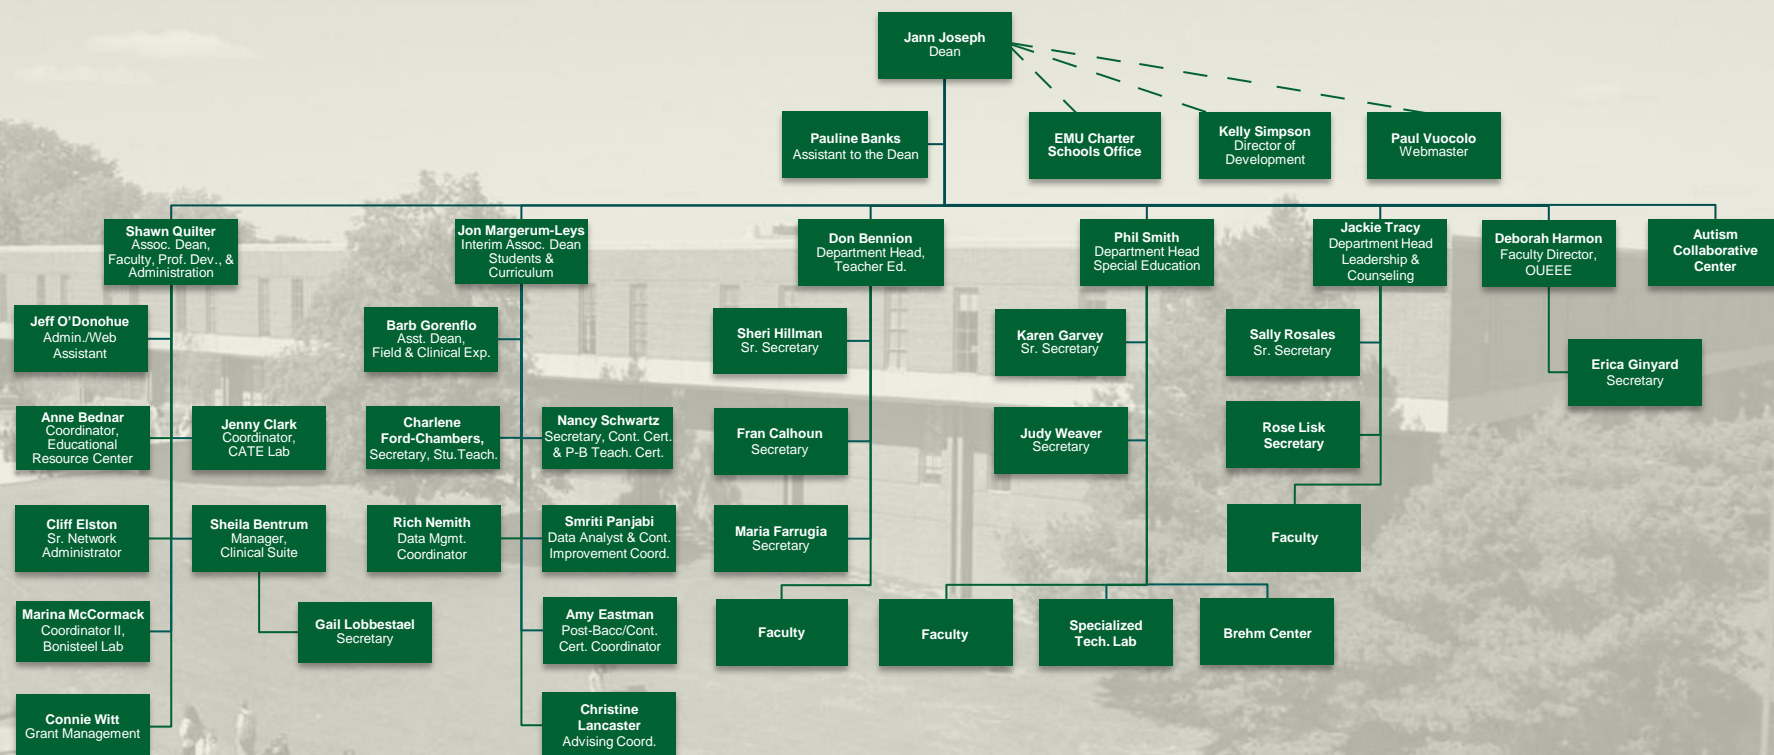 Jann Joseph
Dean
Pauline Banks
Assistant to the Dean
EMU Charter
Schools Office
Kelly Simpson
Director of
Development
Paul Vuocolo
Webmaster
Shawn Quilter
Assoc. Dean,
Faculty, Prof. Dev., &
Administration
Jon Margerum-Leys
Interim Assoc. Dean
Students &
Curriculum
Don Bennion
Department Head,
Teacher Ed.
Phil Smith
Department Head
Special Education
Jackie Tracy
Department Head
Leadership &
Counseling
Deborah Harmon
Faculty Director,
OUEEE
Autism
Collaborative
Center
Jeff O’Donohue
Admin./Web
Assistant
Barb Gorenflo
Asst. Dean,
Field & Clinical Exp.
Sheri Hillman
Sr. Secretary
Karen Garvey
Sr. Secretary
Sally Rosales
Sr. Secretary
Erica Ginyard
Secretary
Anne Bednar
Coordinator,
Educational
Resource Center
Jenny Clark
Coordinator,
CATE Lab
Charlene
Ford-Chambers,
Secretary, Stu.Teach.
Nancy Schwartz
Secretary, Cont. Cert.
& P-B Teach. Cert.
Fran Calhoun
Secretary
Judy Weaver
Secretary
Rose Lisk
Secretary
Cliff Elston
Sr. Network
Administrator
Sheila Bentrum
Manager,
Clinical Suite
Rich Nemith
Data Mgmt.
Coordinator
Smriti Panjabi
Data Analyst & Cont.
Improvement Coord.
Maria Farrugia
Secretary
Faculty
Marina McCormack
Coordinator II,
Bonisteel Lab
Gail Lobbestael
Secretary
Amy Eastman
Post-Bacc/Cont.
Cert. Coordinator
Faculty
Faculty
Specialized
Tech. Lab
Brehm Center
Connie Witt
Grant Management
Christine
Lancaster
Advising Coord.